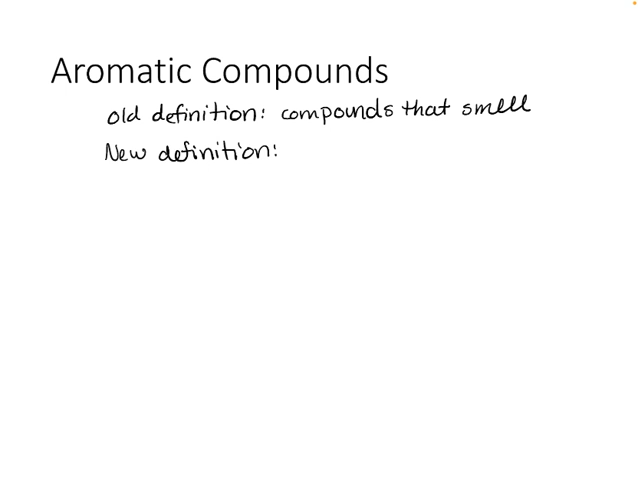 Aromatic Compounds
old definition: compounds that smell
New definition: